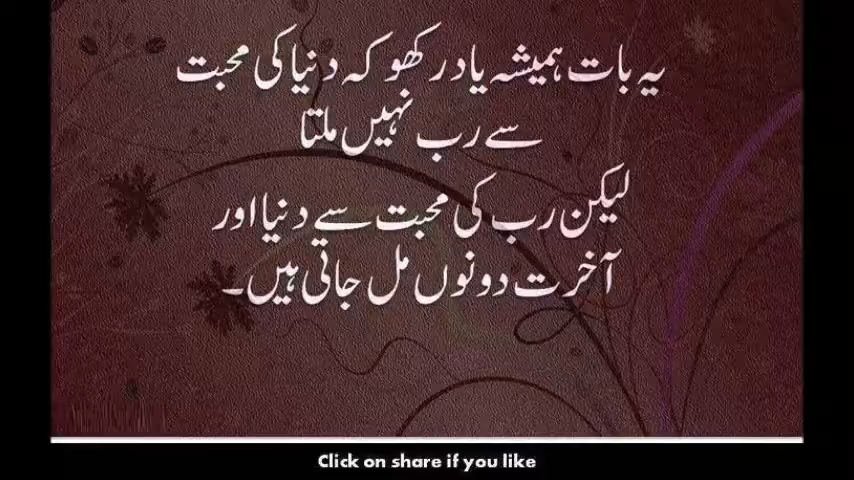 یہ بات ہمیشہ یاد رکھو کہ دنیا کی محبت
سے رب نہیں ملتا
لیکن رب کی محبت سے دنیا اور
آخرت دونوں مل جاتی ہیں۔
Click on share if you like